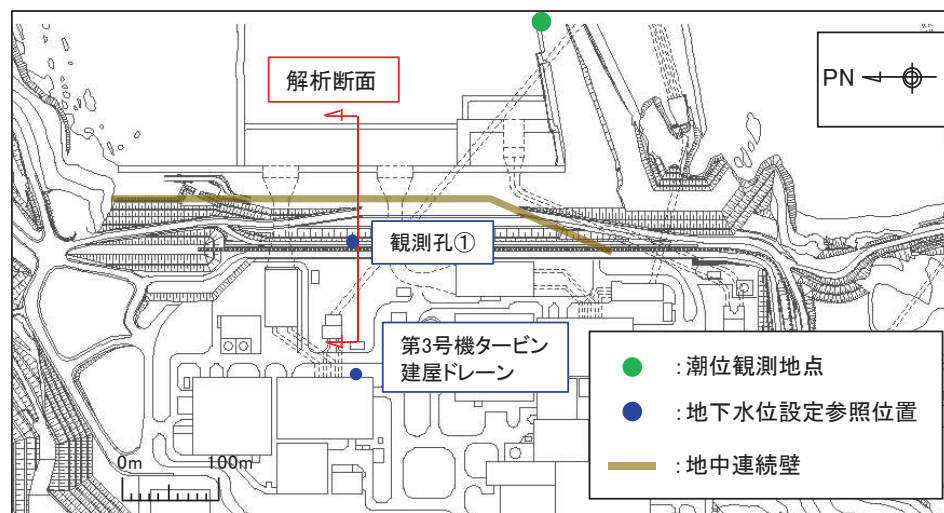 解析断面
PN
観測孔①
第3号機タービン
建屋ドレーン
：潮位観測地点
：地下水位設定参照位置
：地中連続壁
0m 100m